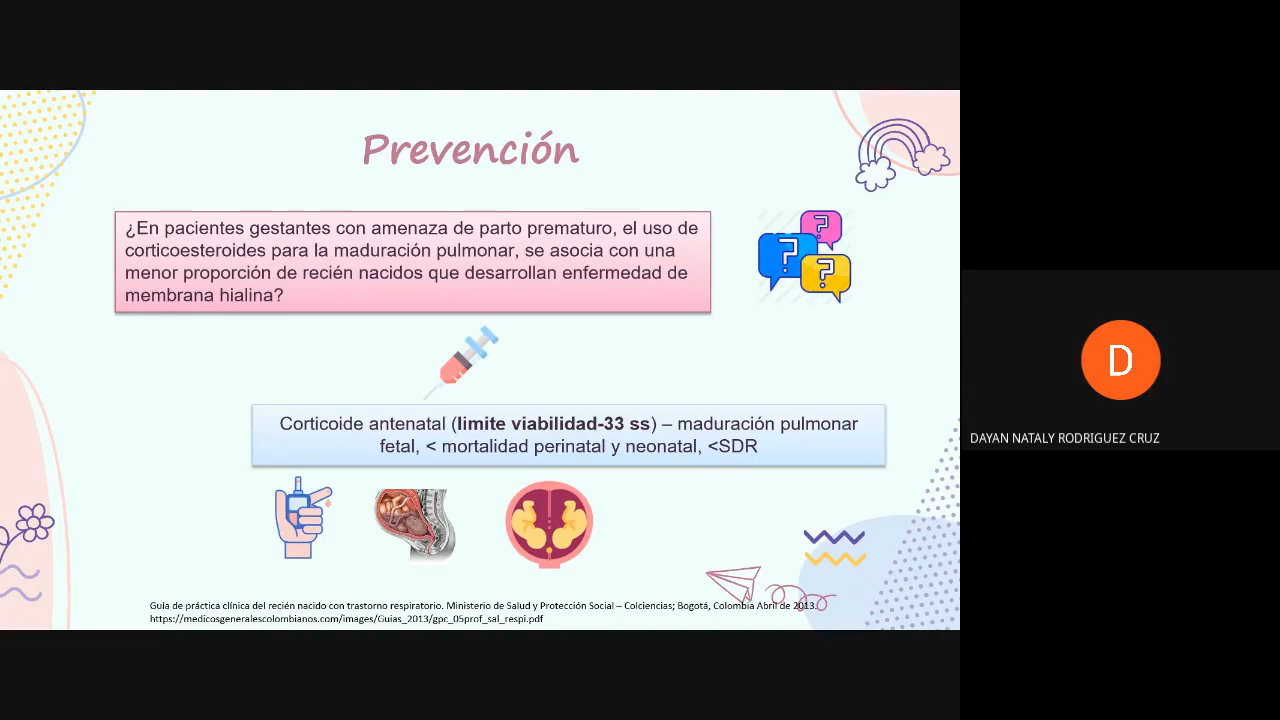 Prevención
¿En pacientes gestantes con amenaza de parto prematuro, el uso de
corticoesteroides para la maduración pulmonar, se asocia con una
menor proporción de recién nacidos que desarrollan enfermedad de
membrana hialina?
? ? ?
Corticoide antenatal (limite viabilidad-33 ss) – maduración pulmonar
fetal, < mortalidad perinatal y neonatal, <SDR
Guía de práctica clínica del recién nacido con trastorno respiratorio. Ministerio de Salud y Protección Social – Colciencias; Bogotá, Colombia Abril de 2013.
https://medicosgeneralescolombianos.com/images/Guias_2013/gpc_05prof_sal_respi.pdf
D
DAYAN NATALY RODRIGUEZ CRUZ